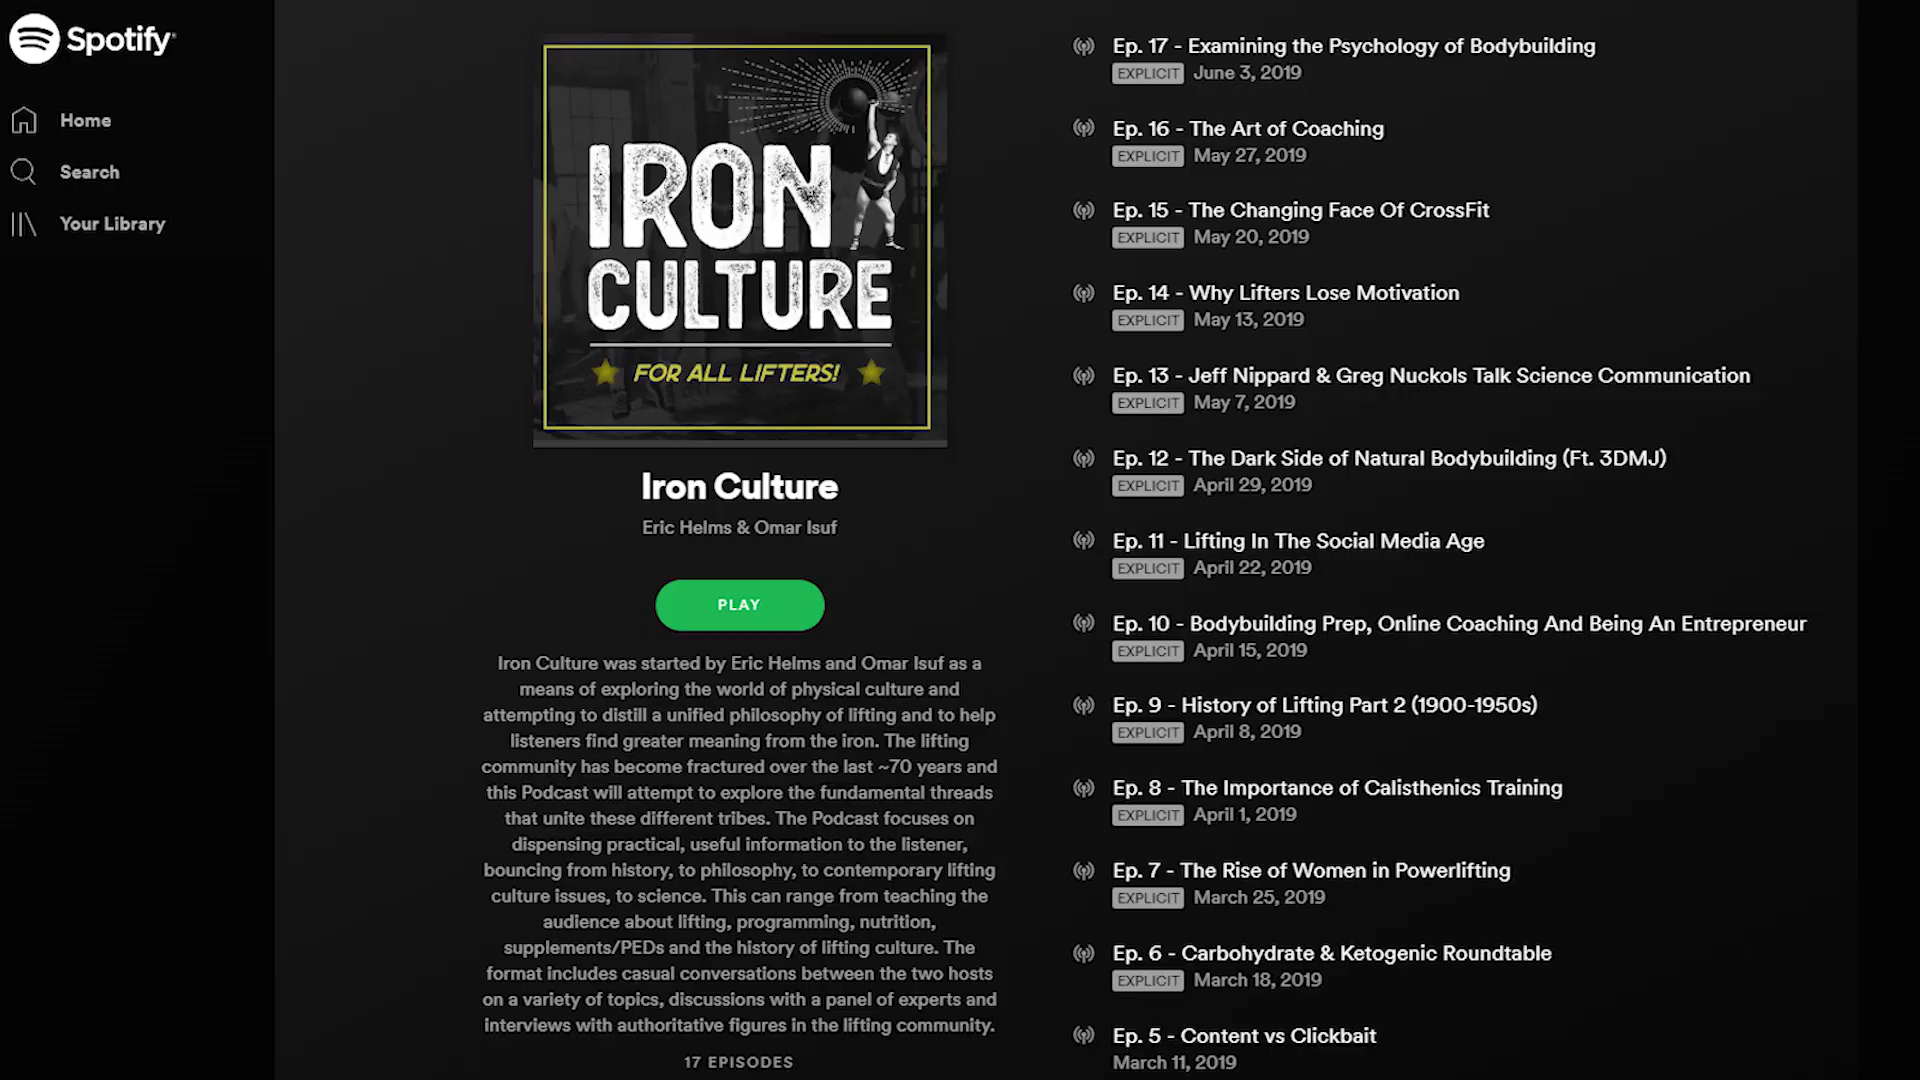 Spotify
Home
Search
Your Library
IRON
CULTURE
FOR ALL LIFTERS!
Iron Culture
Eric Helms & Omar Isuf
PLAY
Iron Culture was started by Eric Helms and Omar Isuf as a
means of exploring the world of physical culture and
attempting to distill a unified philosophy of lifting and to help
listeners find greater meaning from the iron. The lifting
community has become fractured over the last ~70 years and
this Podcast will attempt to explore the fundamental threads
that unite these different tribes. The Podcast focuses on
dispensing practical, useful information to the listener,
bouncing from history, to philosophy, to contemporary lifting
culture issues, to science. This can range from teaching the
audience about lifting, programming, nutrition,
supplements/PEDs and the history of lifting culture. The
format includes casual conversations between the two hosts
on a variety of topics, discussions with a panel of experts and
interviews with authoritative figures in the lifting community.
17 EPISODES
Ep. 17 - Examining the Psychology of Bodybuilding
EXPLICIT June 3, 2019
Ep. 16 - The Art of Coaching
EXPLICIT May 27, 2019
Ep. 15 - The Changing Face Of CrossFit
EXPLICIT May 20, 2019
Ep. 14 - Why Lifters Lose Motivation
EXPLICIT May 13, 2019
Ep. 13 - Jeff Nippard & Greg Nuckols Talk Science Communication
EXPLICIT May 7, 2019
Ep. 12 - The Dark Side of Natural Bodybuilding (Ft. 3DMJ)
EXPLICIT April 29, 2019
Ep. 11 - Lifting In The Social Media Age
EXPLICIT April 22, 2019
Ep. 10 - Bodybuilding Prep, Online Coaching And Being An Entrepreneur
EXPLICIT April 15, 2019
Ep. 9 - History of Lifting Part 2 (1900-1950s)
EXPLICIT April 8, 2019
Ep. 8 - The Importance of Calisthenics Training
EXPLICIT April 1, 2019
Ep. 7 - The Rise of Women in Powerlifting
EXPLICIT March 25, 2019
Ep. 6 - Carbohydrate & Ketogenic Roundtable
EXPLICIT March 18, 2019
Ep. 5 - Content vs Clickbait
March 11, 2019